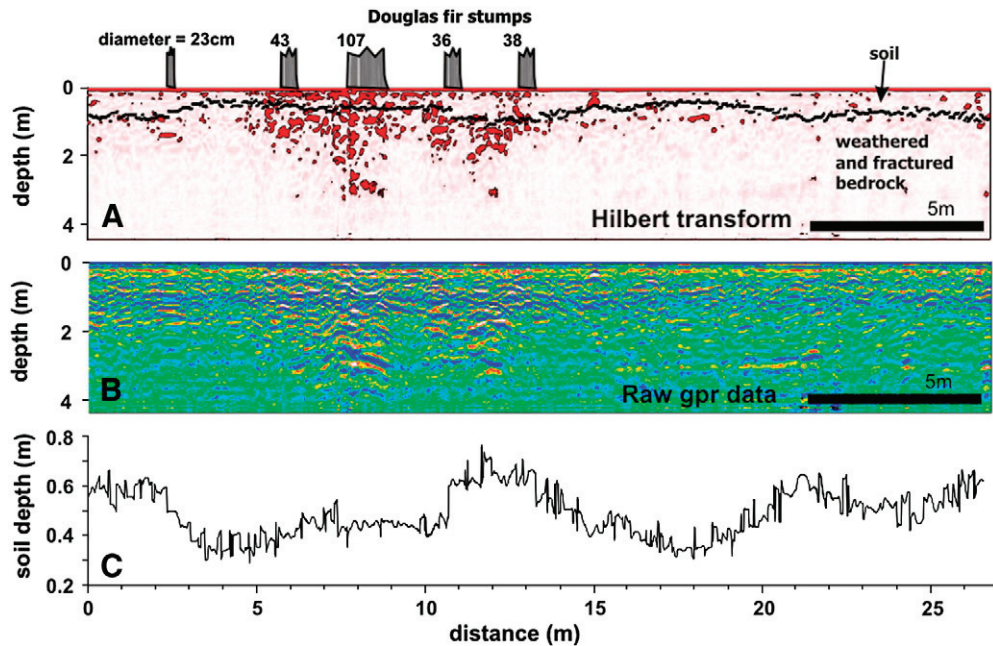 Douglas fir stumps
diameter = 23cm 43 107 36 38
soil
0
2
4
depth (m)
weathered
and fractured
bedrock
A
Hilbert transform
5m
0
2
4
depth (m)
B
Raw gpr data
5m
0.8
0.6
0.4
0.2
soil depth (m)
C
0 5 10 15 20 25
distance (m)